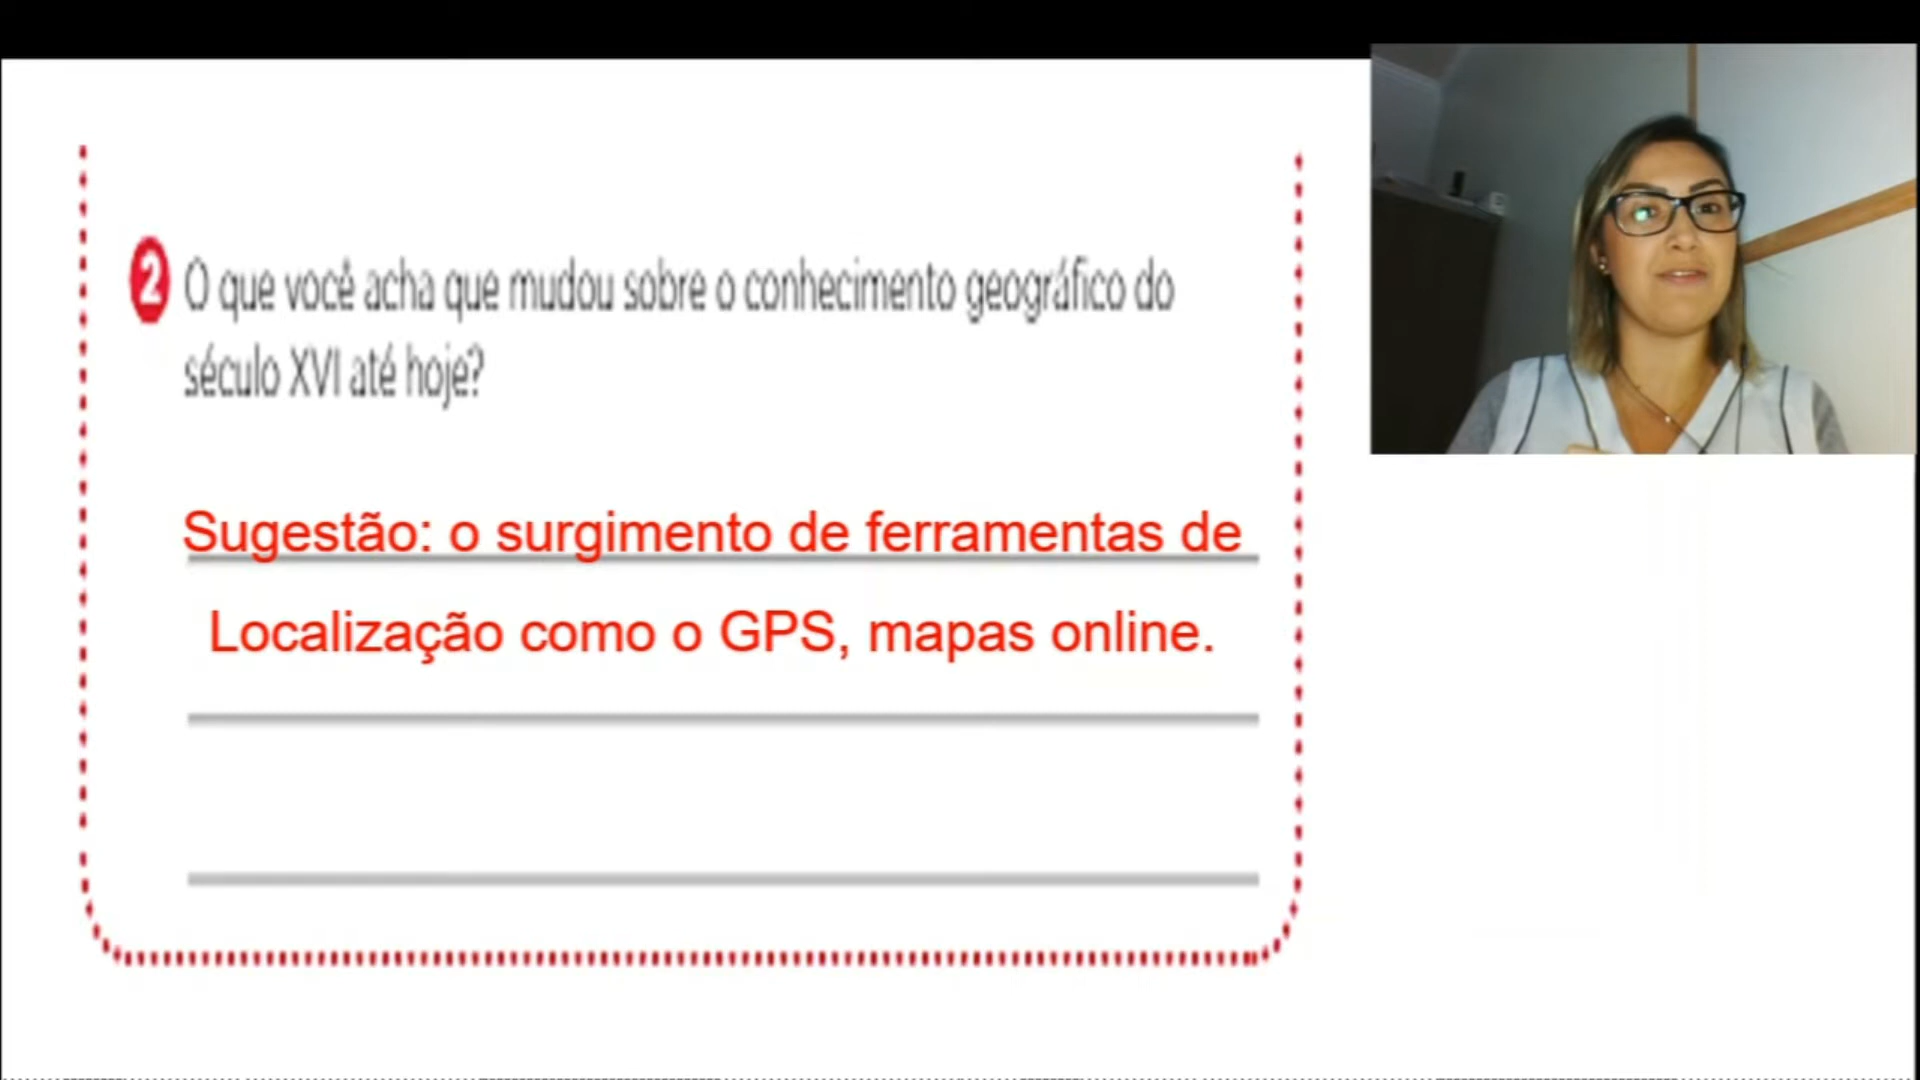 2 O que você acha que mudou sobre o conhecimento geográfico do
século XVI até hoje?
Sugestão: o surgimento de ferramentas de
Localização como o GPS, mapas online.